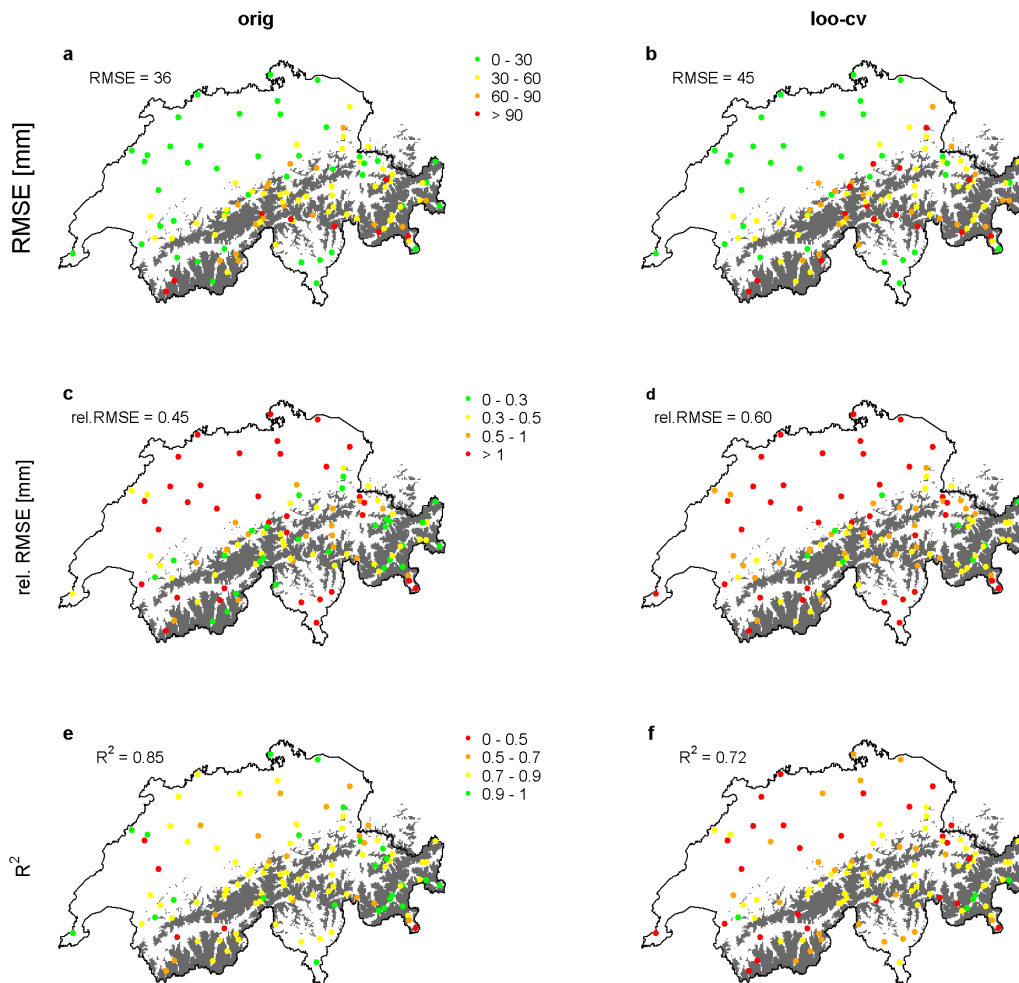 orig
loo-cv
a
RMSE = 36
0 - 30
30 - 60
60 - 90
> 90
b
RMSE = 45
RMSE [mm]
c
rel.RMSE = 0.45
0 - 0.3
0.3 - 0.5
0.5 - 1
> 1
d
rel.RMSE = 0.60
rel. RMSE [mm]
e
R² = 0.85
0 - 0.5
0.5 - 0.7
0.7 - 0.9
0.9 - 1
f
R² = 0.72
R²